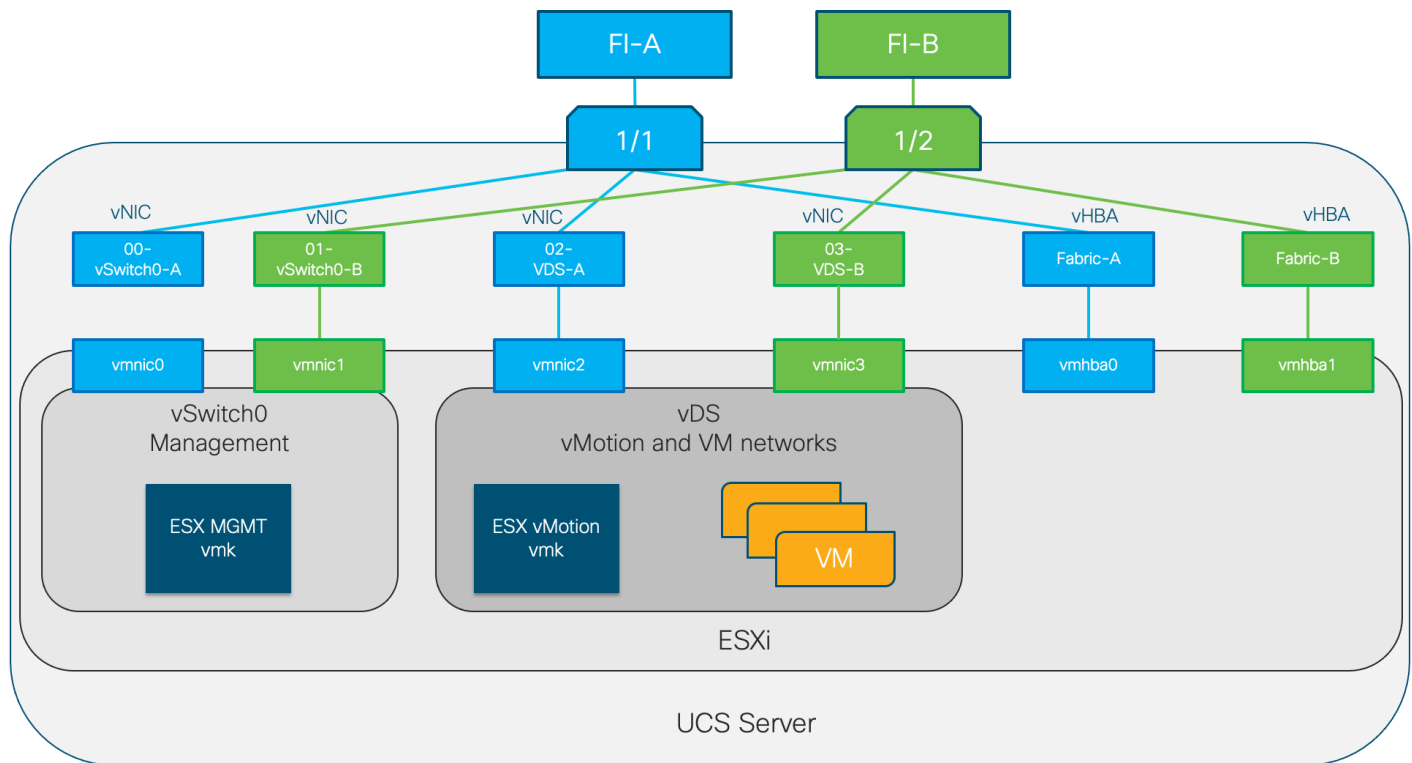 FI-A
FI-B
1/1
1/2
vNIC
vNIC
vNIC
vNIC
vHBA
vHBA
00-
vSwitch0-A
01-
vSwitch0-B
02-
VDS-A
03-
VDS-B
Fabric-A
Fabric-B
vmnic0
vmnic1
vmnic2
vmnic3
vmhba0
vmhba1
vSwitch0
Management
vDS
vMotion and VM networks
ESX MGMT
vmk
ESX vMotion
vmk
VM
ESXi
UCS Server